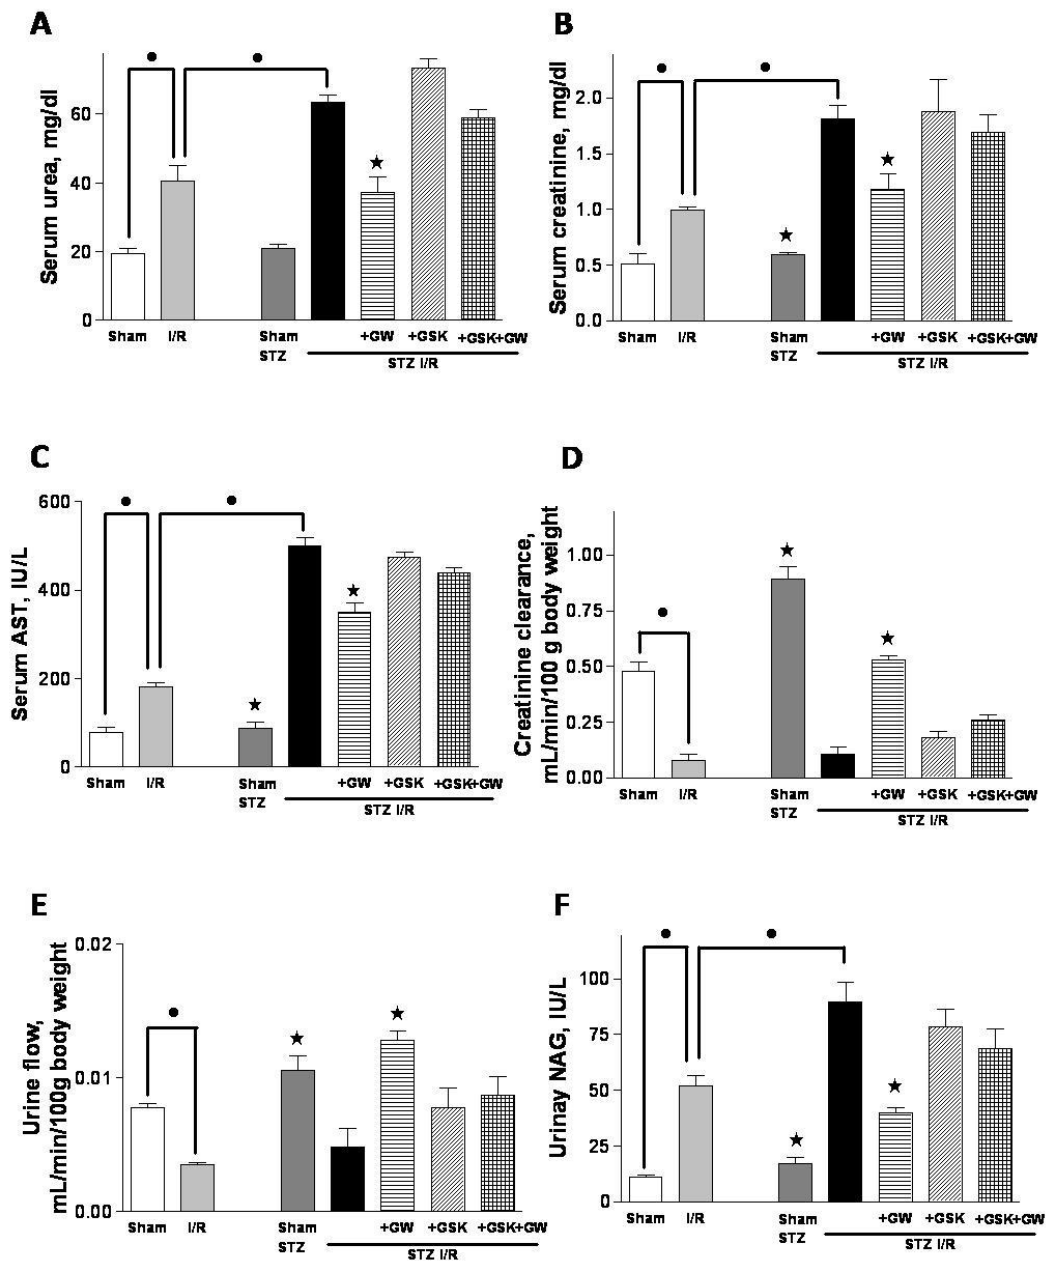 A
Serum urea, mg/dl
60
40
20
0
Sham I/R Sham +GW +GSK +GSK+GW
STZ
STZ I/R
B
Serum creatinine, mg/dl
2.0
1.5
1.0
0.5
0.0
Sham I/R Sham +GW +GSK +GSK+GW
STZ
STZ I/R
C
Serum AST, IU/L
600
400
200
0
Sham I/R Sham +GW +GSK +GSK+GW
STZ
STZ I/R
D
Creatinine clearance,
mL/min/100 g body weight
1.00
0.75
0.50
0.25
0.00
Sham I/R Sham +GW +GSK +GSK+GW
STZ
STZ I/R
E
Urine flow,
mL/min/100g body weight
0.02
0.01
0.00
Sham I/R Sham +GW +GSK +GSK+GW
STZ
STZ I/R
F
Urinay NAG, IU/L
100
75
50
25
0
Sham I/R Sham +GW +GSK +GSK+GW
STZ
STZ I/R